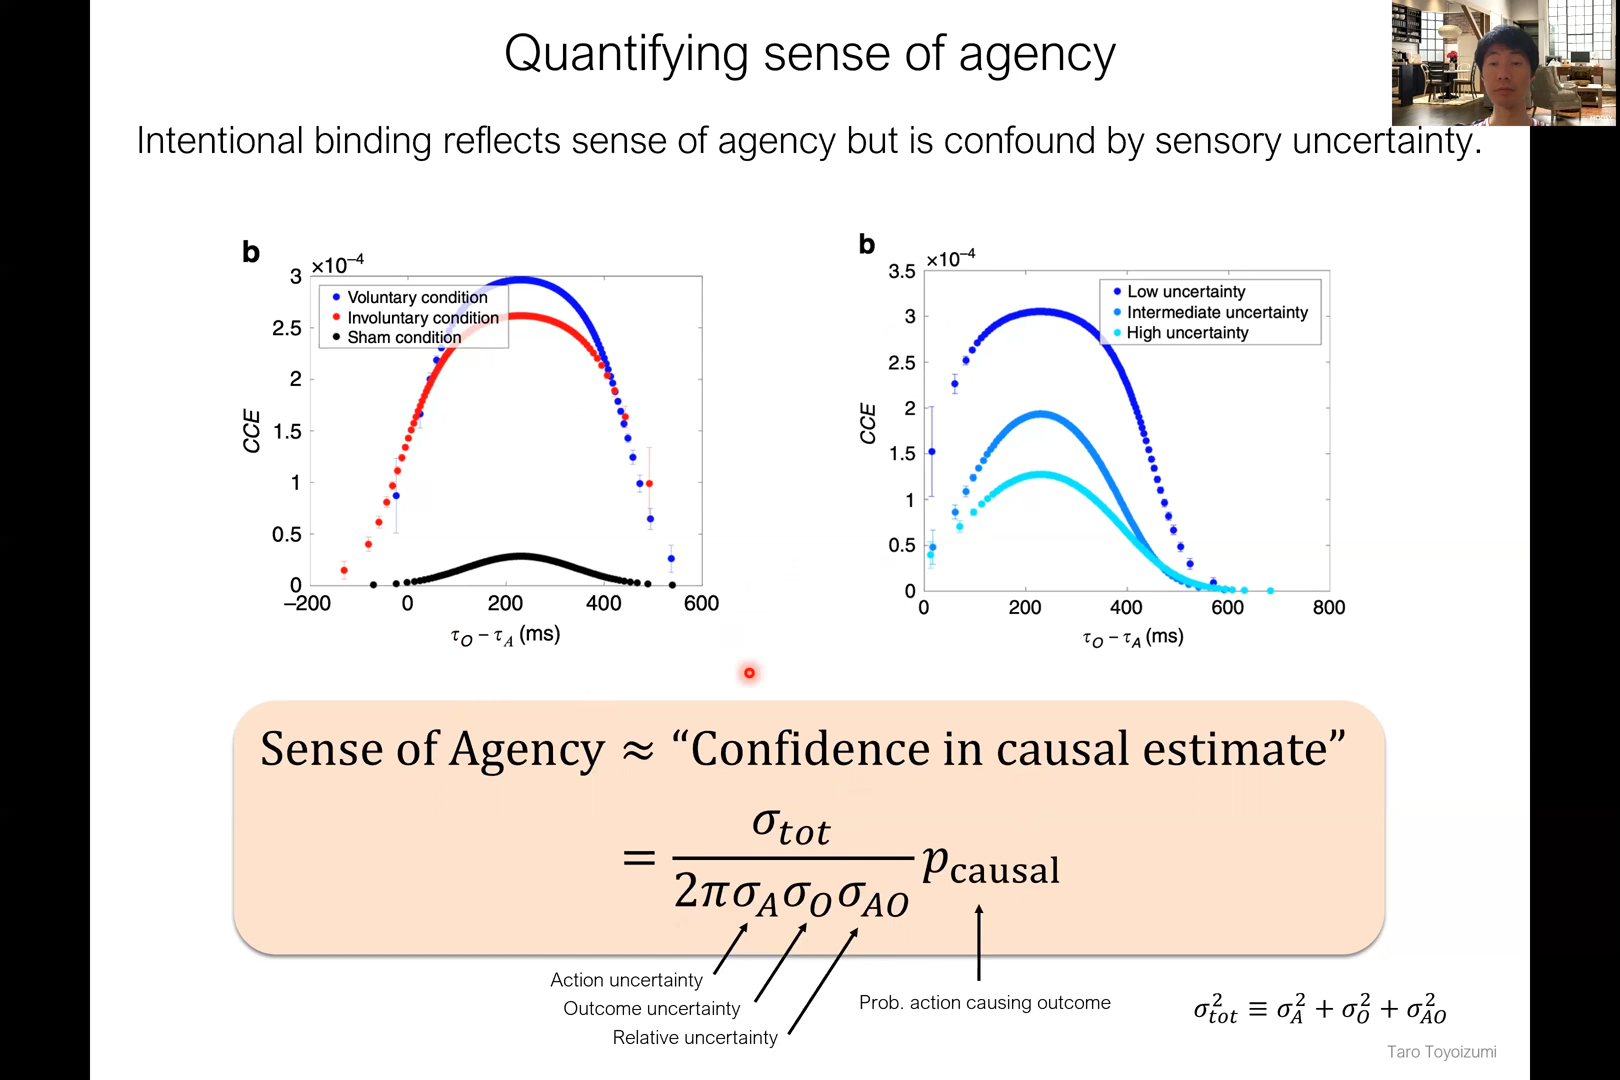 Quantifying sense of agency
Intentional binding reflects sense of agency but is confound by sensory uncertainty.
b
×10⁻⁴
Voluntary condition
Involuntary condition
Sham condition
3
2.5
2
1.5
1
0.5
0
CCE
–200 0 200 400 600
τ_O – τ_A (ms)
b
×10⁻⁴
Low uncertainty
Intermediate uncertainty
High uncertainty
3.5
3
2.5
2
1.5
1
0.5
0
CCE
0 200 400 600 800
τ_O – τ_A (ms)
Sense of Agency ≈ “Confidence in causal estimate”
= σ_tot / (2πσ_Aσ_Oσ_AO) p_causal
Action uncertainty
Outcome uncertainty
Relative uncertainty
Prob. action causing outcome
σ²_tot ≡ σ²_A + σ²_O + σ²_AO
Taro Toyoizumi